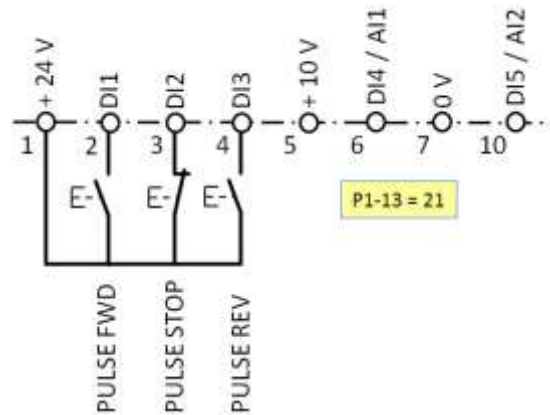 + 24 V
DI1
DI2
DI3
+ 10 V
DI4 / AI1
0 V
DI5 / AI2
1
2
3
4
5
6
7
10
E
E
E
P1-13 = 21
PULSE FWD
PULSE STOP
PULSE REV